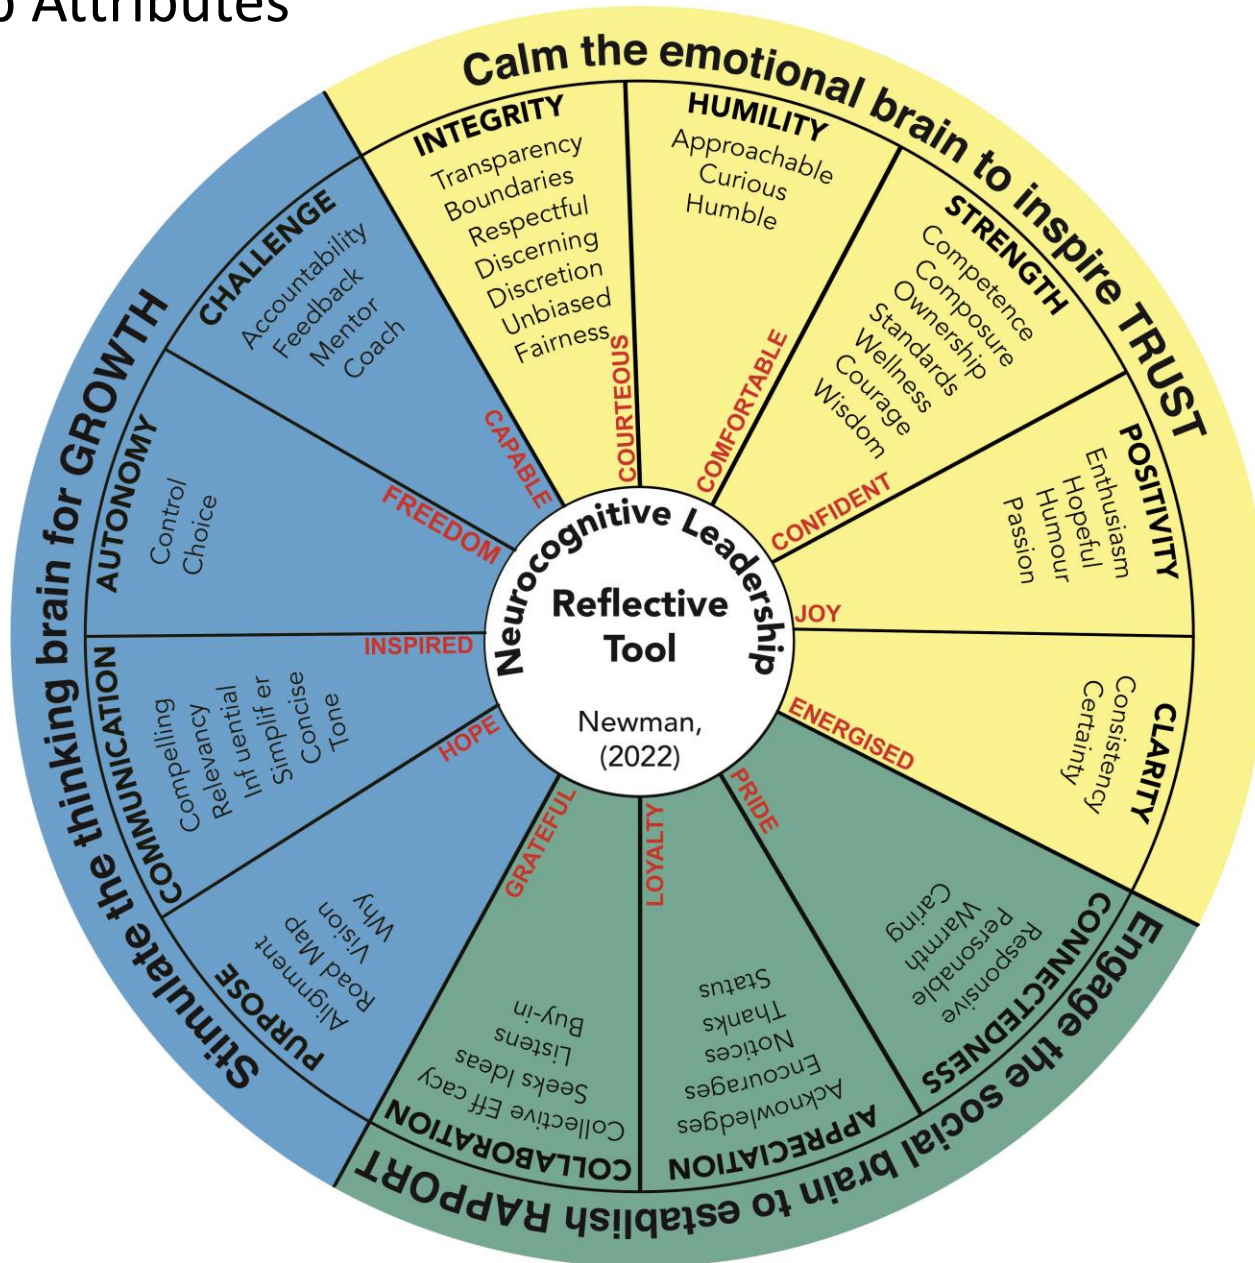 Attributes
Calm the emotional brain to inspire TRUST
INTEGRITY
Transparency
Boundaries
Respectful
Discerning
Discretion
Unbiased
Fairness
COURTEOUS
HUMILITY
Approachable
Curious
Humble
COMFORTABLE
STRENGTH
Competence
Composure
Ownership
Standards
Wellness
Courage
Wisdom
CONFIDENT
POSITIVITY
Enthusiasm
Hopeful
Humour
Passion
JOY
CLARITY
Consistency
Certainty
ENERGISED
Engage the social brain to establish RAPPORT
CONNECTEDNESS
Responsive
Personable
Warmth
Caring
PRIDE
APPRECIATION
Acknowledges
Encourages
Notices
Thanks
Status
LOYALTY
COLLABORATION
Collective Eff cacy
Seeks Ideas
Listens
Buy-in
GRATEFUL
Stimulate the thinking brain for GROWTH
PURPOSE
Alignment
Road Map
Vision
Why
HOPE
COMMUNICATION
Compelling
Relevancy
Inf uential
Simplif er
Concise
Tone
INSPIRED
AUTONOMY
Control
Choice
FREEDOM
CHALLENGE
Accountability
Feedback
Mentor
Coach
CAPABLE
Neurocognitive Leadership
Reflective
Tool
Newman,
(2022)